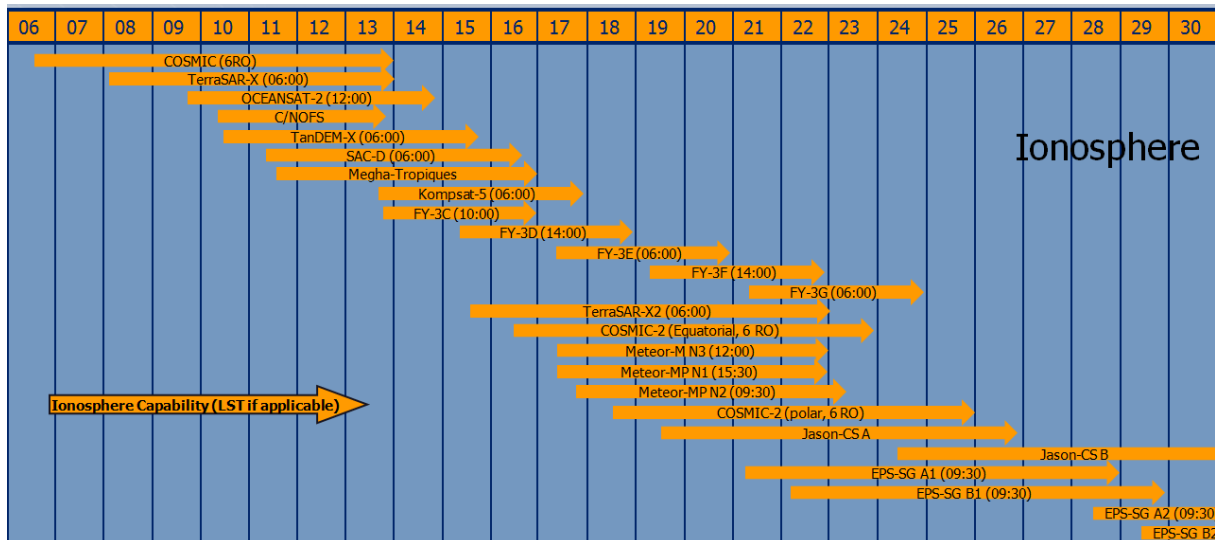 06 07 08 09 10 11 12 13 14 15 16 17 18 19 20 21 22 23 24 25 26 27 28 29 30
COSMIC (6RO)
TerraSAR-X (06:00)
OCEANSAT-2 (12:00)
C/NOFS
TanDEM-X (06:00)
Ionosphere
SAC-D (06:00)
Megha-Tropiques
Kompsat-5 (06:00)
FY-3C (10:00)
FY-3D (14:00)
FY-3E (06:00)
FY-3F (14:00)
FY-3G (06:00)
TerraSAR-X2 (06:00)
COSMIC-2 (Equatorial, 6 RO)
Meteor-M N3 (12:00)
Meteor-MP N1 (15:30)
Meteor-MP N2 (09:30)
Ionosphere Capability (LST if applicable)
COSMIC-2 (polar, 6 RO)
Jason-CS A
Jason-CS B
EPS-SG A1 (09:30)
EPS-SG B1 (09:30)
EPS-SG A2 (09:30
EPS-SG B2